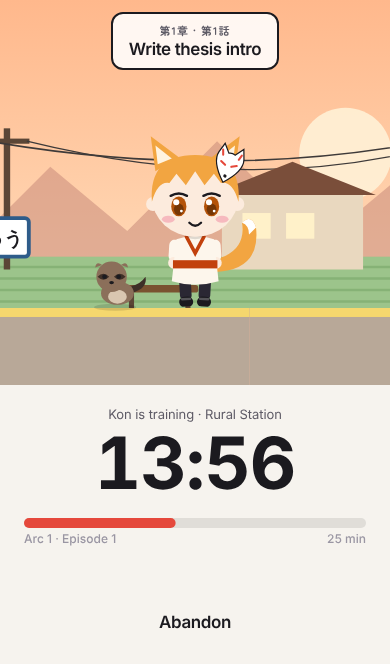 第1章 · 第1話
Write thesis intro
う
Kon is training · Rural Station
13:56
Arc 1 · Episode 1
25 min
Abandon